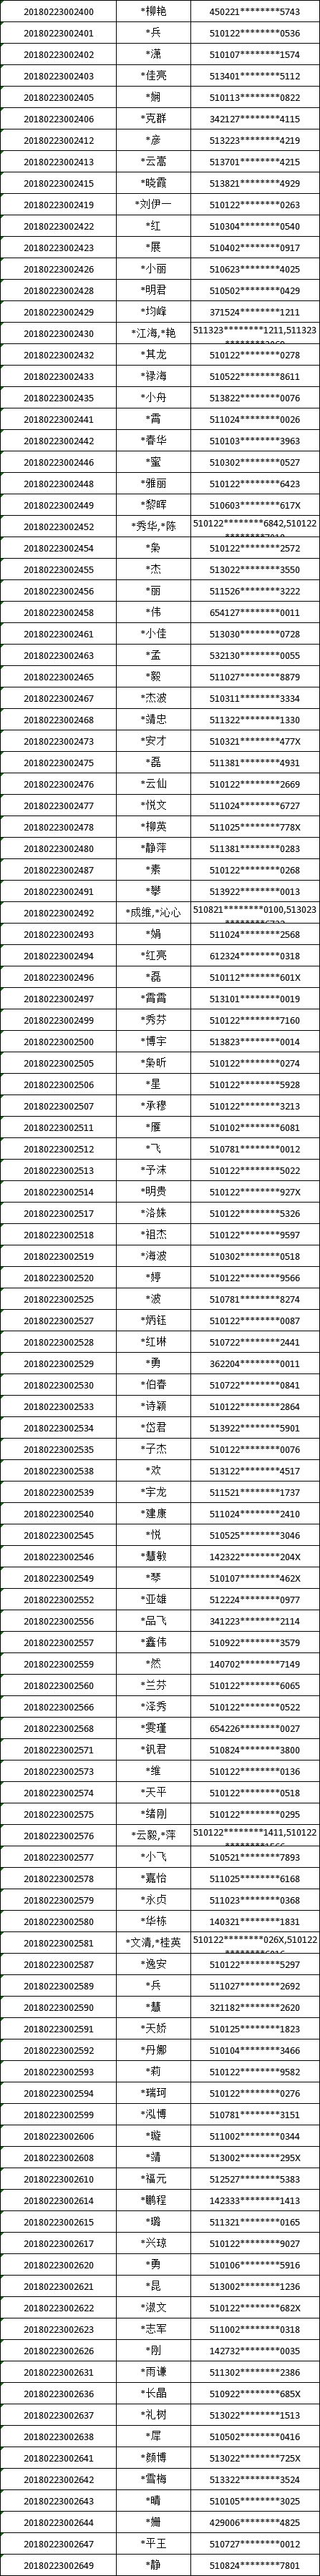 20180223002400 *柳艳 450221********5743
20180223002401 *兵 510122********0536
20180223002402 *潇 510107********1574
20180223002403 *佳亮 513401********5112
20180223002405 *娴 510113********0822
20180223002406 *克群 342127********4115
20180223002412 *彦 513223********4219
20180223002413 *云嵩 513701********4215
20180223002415 *晓霞 513821********4929
20180223002419 *刘伊一 510122********0263
20180223002422 *红 510304********0540
20180223002423 *展 510402********0917
20180223002426 *小丽 510623********4025
20180223002428 *明君 510502********0429
20180223002429 *均峰 371524********1211
20180223002430 *江海,*艳 511323********1211,511323
20180223002432 *其龙 510122********0278
20180223002433 *禄海 510522********8611
20180223002435 *小舟 513822********0076
20180223002441 *霄 511024********0026
20180223002442 *春华 510103********3963
20180223002446 *蜜 510302********0527
20180223002448 *雅丽 510122********6423
20180223002449 *黎晖 510603********617X
20180223002452 *秀华,*陈 510122********6842,510122
20180223002454 *枭 510122********2572
20180223002455 *杰 513022********3550
20180223002456 *丽 511526********3222
20180223002458 *伟 654127********0011
20180223002461 *小佳 513030********0728
20180223002463 *孟 532130********0055
20180223002465 *毅 511027********8879
20180223002467 *杰波 510311********3334
20180223002468 *靖忠 511322********1330
20180223002473 *安才 510321********477X
20180223002475 *磊 511381********4931
20180223002476 *云仙 510122********2669
20180223002477 *悦文 511024********6727
20180223002478 *柳英 511025********778X
20180223002480 *静萍 511381********0283
20180223002487 *素 510122********0268
20180223002491 *攀 513922********0013
20180223002492 *成维,*沁心 510821********0100,513023
20180223002493 *娟 511024********2568
20180223002494 *红亮 612324********0318
20180223002496 *磊 510112********601X
20180223002497 *霄霄 513101********0019
20180223002499 *秀芬 510122********7160
20180223002500 *博宇 513823********0014
20180223002505 *枭昕 510122********0274
20180223002506 *星 510122********5928
20180223002507 *承穆 510122********3213
20180223002511 *雁 510102********6081
20180223002512 *飞 510781********0012
20180223002513 *予沫 510122********5022
20180223002514 *明贵 510122********927X
20180223002517 *洛姝 510122********5326
20180223002518 *祖杰 510122********9597
20180223002519 *海波 510302********0518
20180223002520 *婷 510122********9566
20180223002525 *波 510781********8274
20180223002527 *炳钰 510122********0087
20180223002528 *红琳 510722********2441
20180223002529 *勇 362204********0011
20180223002530 *伯春 510722********0841
20180223002533 *诗颖 510122********2864
20180223002534 *岱君 513922********5901
20180223002535 *子杰 510122********0076
20180223002538 *欢 513122********4517
20180223002539 *宇龙 511521********1737
20180223002540 *建康 511024********2410
20180223002545 *悦 510525********3046
20180223002546 *慧敏 142322********204X
20180223002549 *琴 510107********462X
20180223002552 *亚雄 512224********0977
20180223002556 *品飞 341223********2114
20180223002557 *鑫伟 510922********3579
20180223002559 *然 140702********7149
20180223002560 *兰芬 510122********6065
20180223002566 *泽秀 510122********0522
20180223002568 *雯瑾 654226********0027
20180223002571 *钒君 510824********3800
20180223002573 *维 510122********0136
20180223002574 *天平 510122********0518
20180223002575 *绪刚 510122********0295
20180223002576 *云毅,*萍 510122********1411,510122
20180223002577 *小飞 510521********7893
20180223002578 *嘉怡 511025********6168
20180223002579 *永贞 511023********0368
20180223002580 *华栋 140321********1831
20180223002581 *文清,*桂英 510122********026X,510122
20180223002587 *逸安 510122********5297
20180223002589 *兵 511027********2692
20180223002590 *慧 321182********2620
20180223002591 *天娇 510125********1823
20180223002592 *丹娜 510104********3466
20180223002593 *莉 510122********9582
20180223002594 *瑞珂 510122********0276
20180223002599 *泓博 510781********3151
20180223002606 *璇 511002********0344
20180223002608 *靖 513002********295X
20180223002610 *福元 512527********5383
20180223002614 *鹏程 142333********1413
20180223002615 *璐 511321********0165
20180223002617 *兴琼 510122********9027
20180223002620 *勇 510106********5916
20180223002621 *昆 513002********1236
20180223002622 *淑文 510122********682X
20180223002623 *志军 511002********0318
20180223002626 *刚 142732********0035
20180223002631 *雨谦 511302********2386
20180223002636 *长晶 510922********685X
20180223002637 *礼树 513022********1513
20180223002638 *犀 510502********0416
20180223002641 *颜博 513022********725X
20180223002642 *雪梅 513322********3524
20180223002643 *晴 510105********3025
20180223002644 *姗 429006********4825
20180223002647 *平王 510727********0012
20180223002649 *静 510824********7801